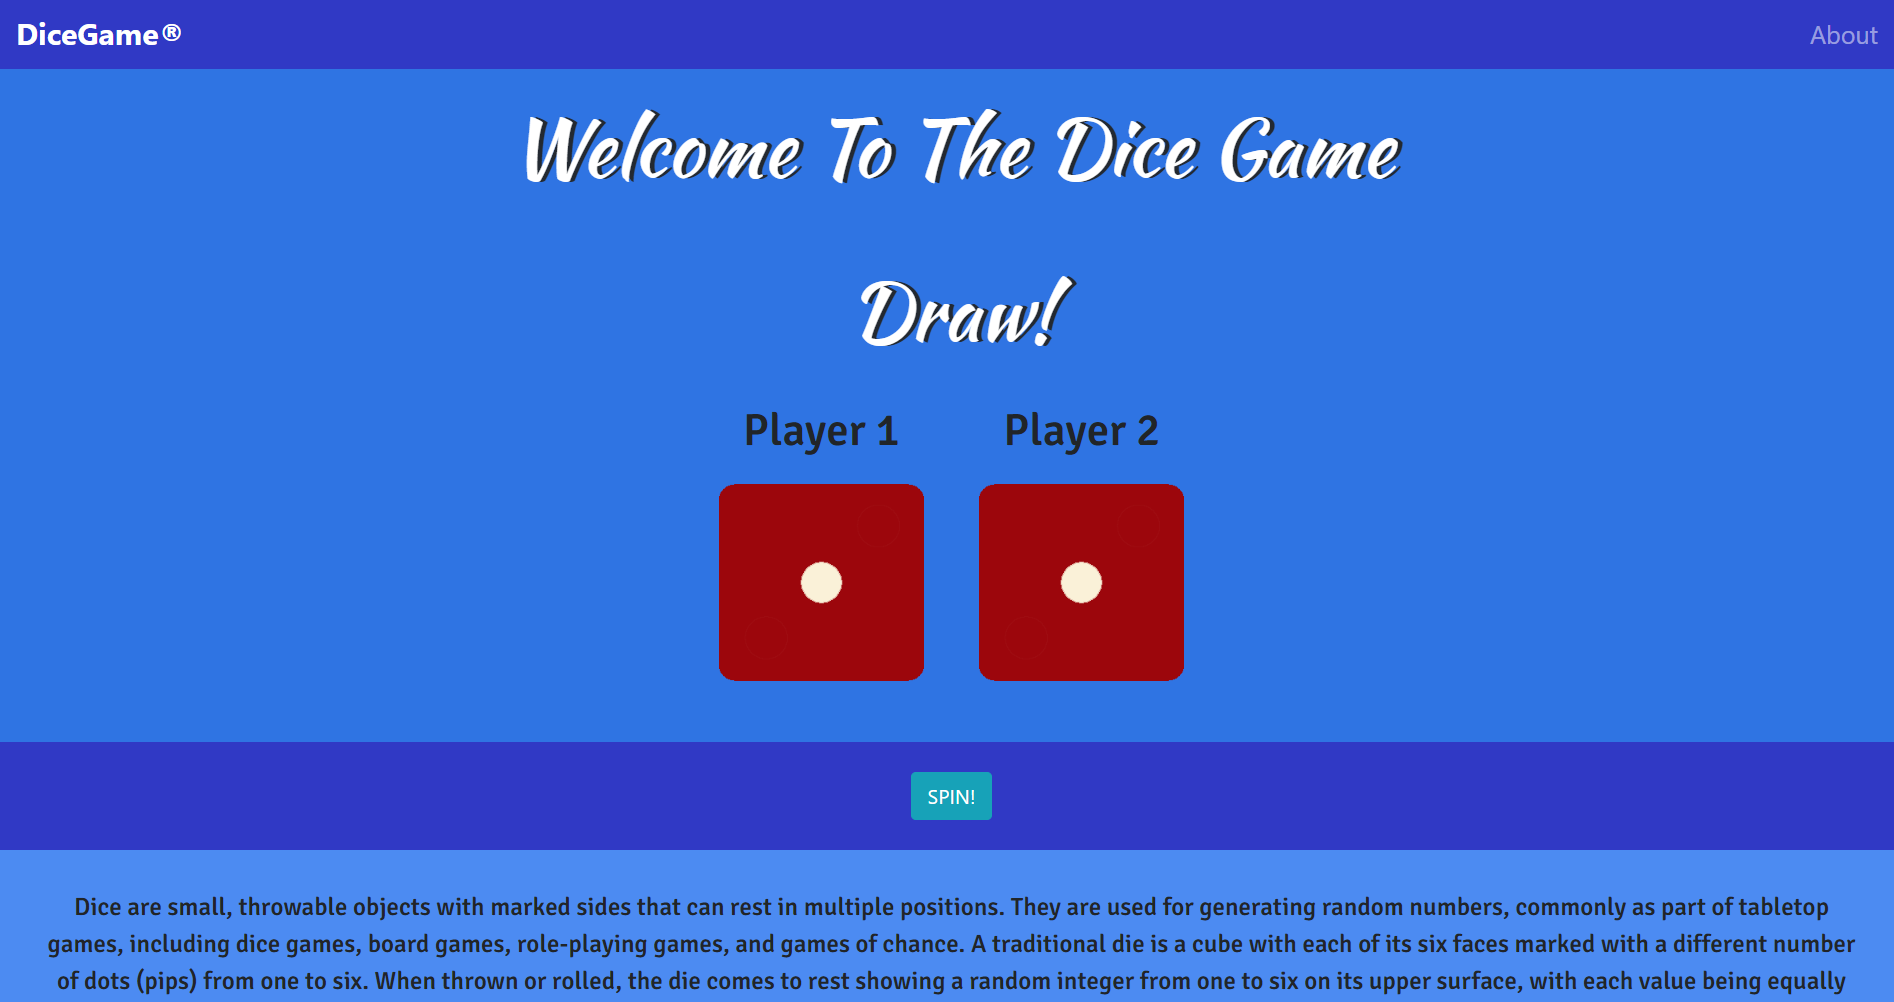 DiceGame®
About
Welcome To The Dice Game
Draw!
Player 1
Player 2
SPIN!
Dice are small, throwable objects with marked sides that can rest in multiple positions. They are used for generating random numbers, commonly as part of tabletop
games, including dice games, board games, role-playing games, and games of chance. A traditional die is a cube with each of its six faces marked with a different number
of dots (pips) from one to six. When thrown or rolled, the die comes to rest showing a random integer from one to six on its upper surface, with each value being equally